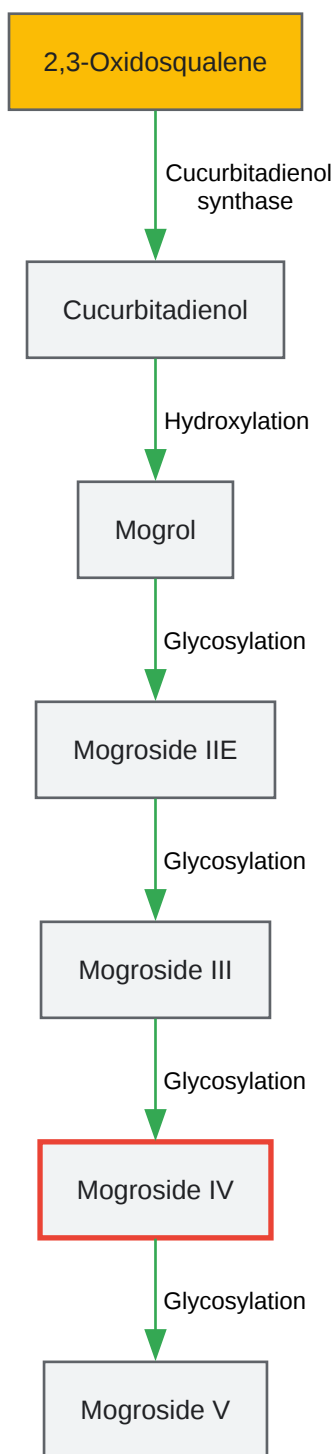 2,3-Oxidosqualene
Cucurbitadienol
synthase
Cucurbitadienol
Hydroxylation
Mogrol
Glycosylation
Mogroside IIE
Glycosylation
Mogroside III
Glycosylation
Mogroside IV
Glycosylation
Mogroside V